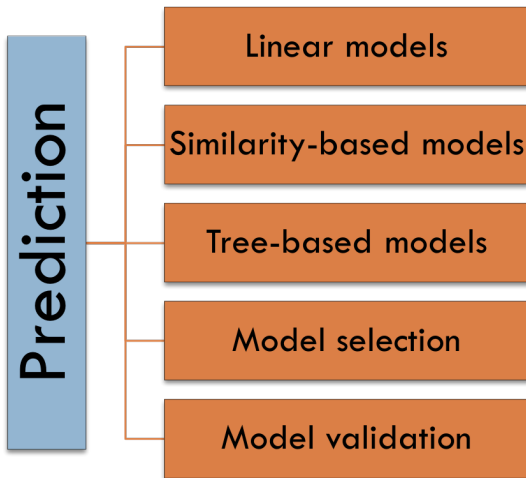 Prediction
Linear models
Similarity-based models
Tree-based models
Model selection
Model validation